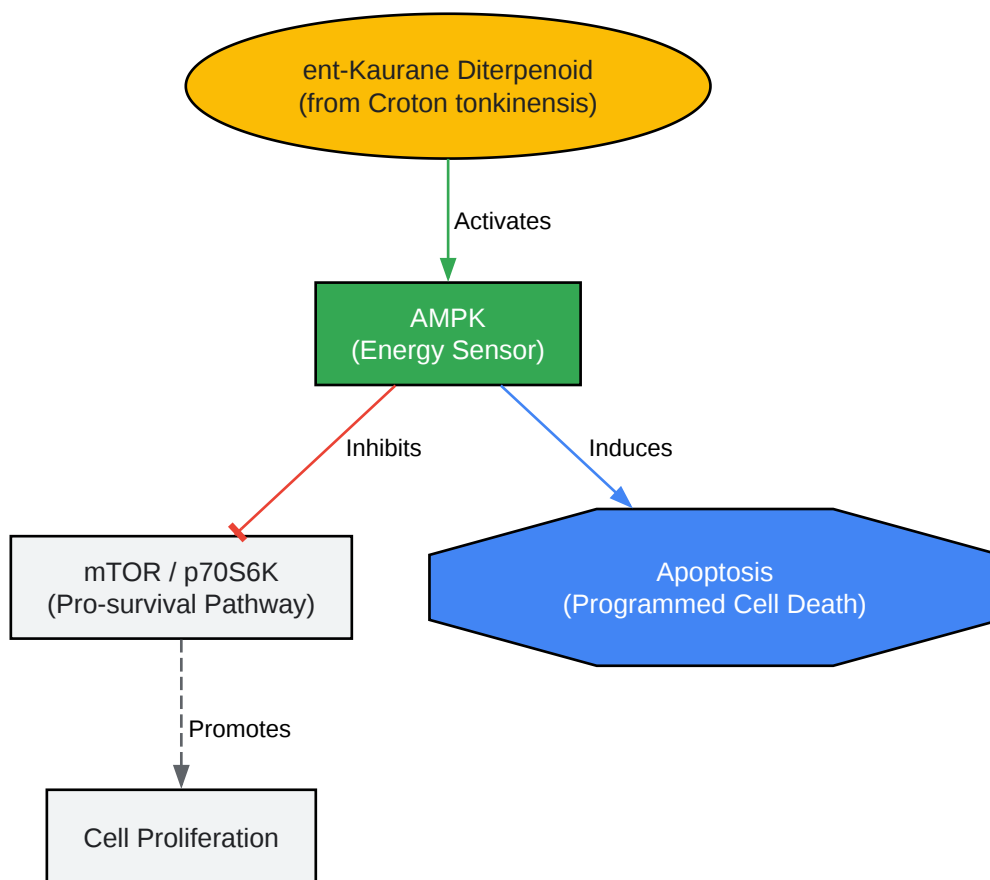 ent-Kaurane Diterpenoid
(from Croton tonkinensis)
Activates
AMPK
(Energy Sensor)
Inhibits
Induces
mTOR / p70S6K
(Pro-survival Pathway)
Apoptosis
(Programmed Cell Death)
Promotes
Cell Proliferation